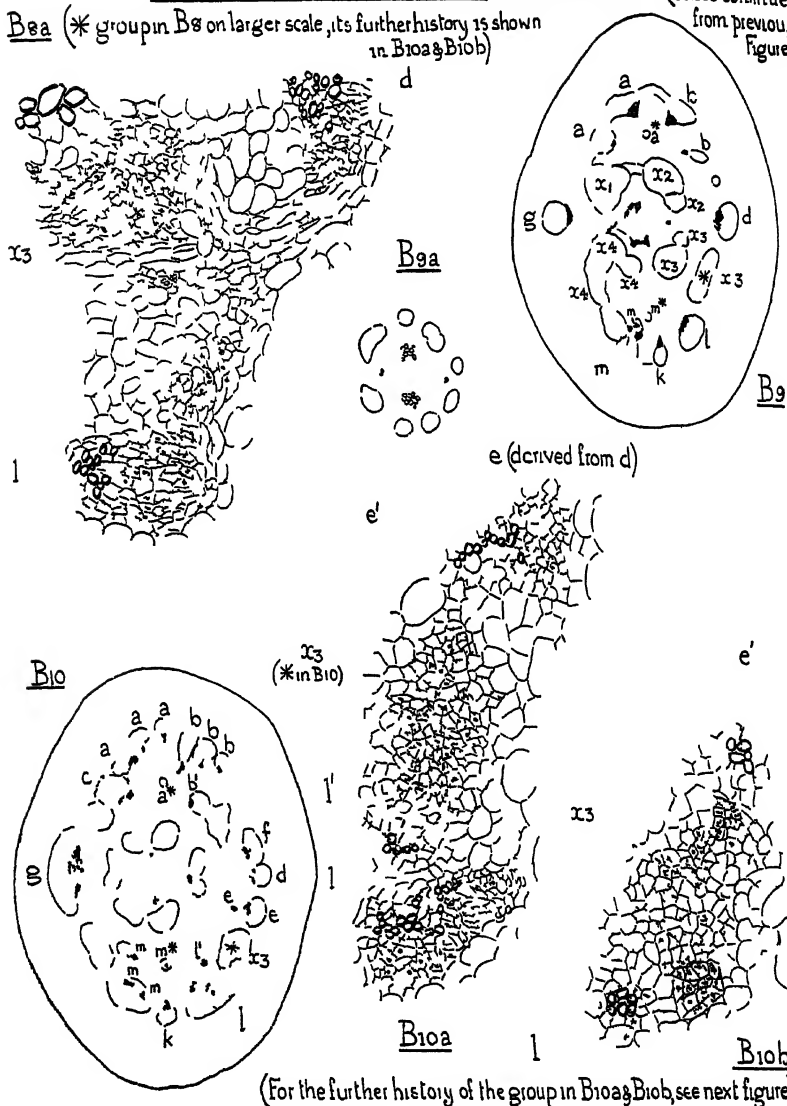 B8a (* group in B8 on larger scale, its further history is shown
in B10a & B10b)
from previou
Figure
d
x3
l
B9a
a
b
a
a*
b
x1
x2
x2
g
d
x4
x3
x3
*
x3
x4
x4
m
m*
l
m
k
B9
e (derived from d)
e'
x3
(* in B10)
l'
l
B10a
l
e'
x3
B10b
B10
a
a
b
b
b
a
c
a*
b
f
g
d
e
e
m
m*
l'
*
x3
m
m
l
k
(For the further history of the group in B10a & B10b, see next figure